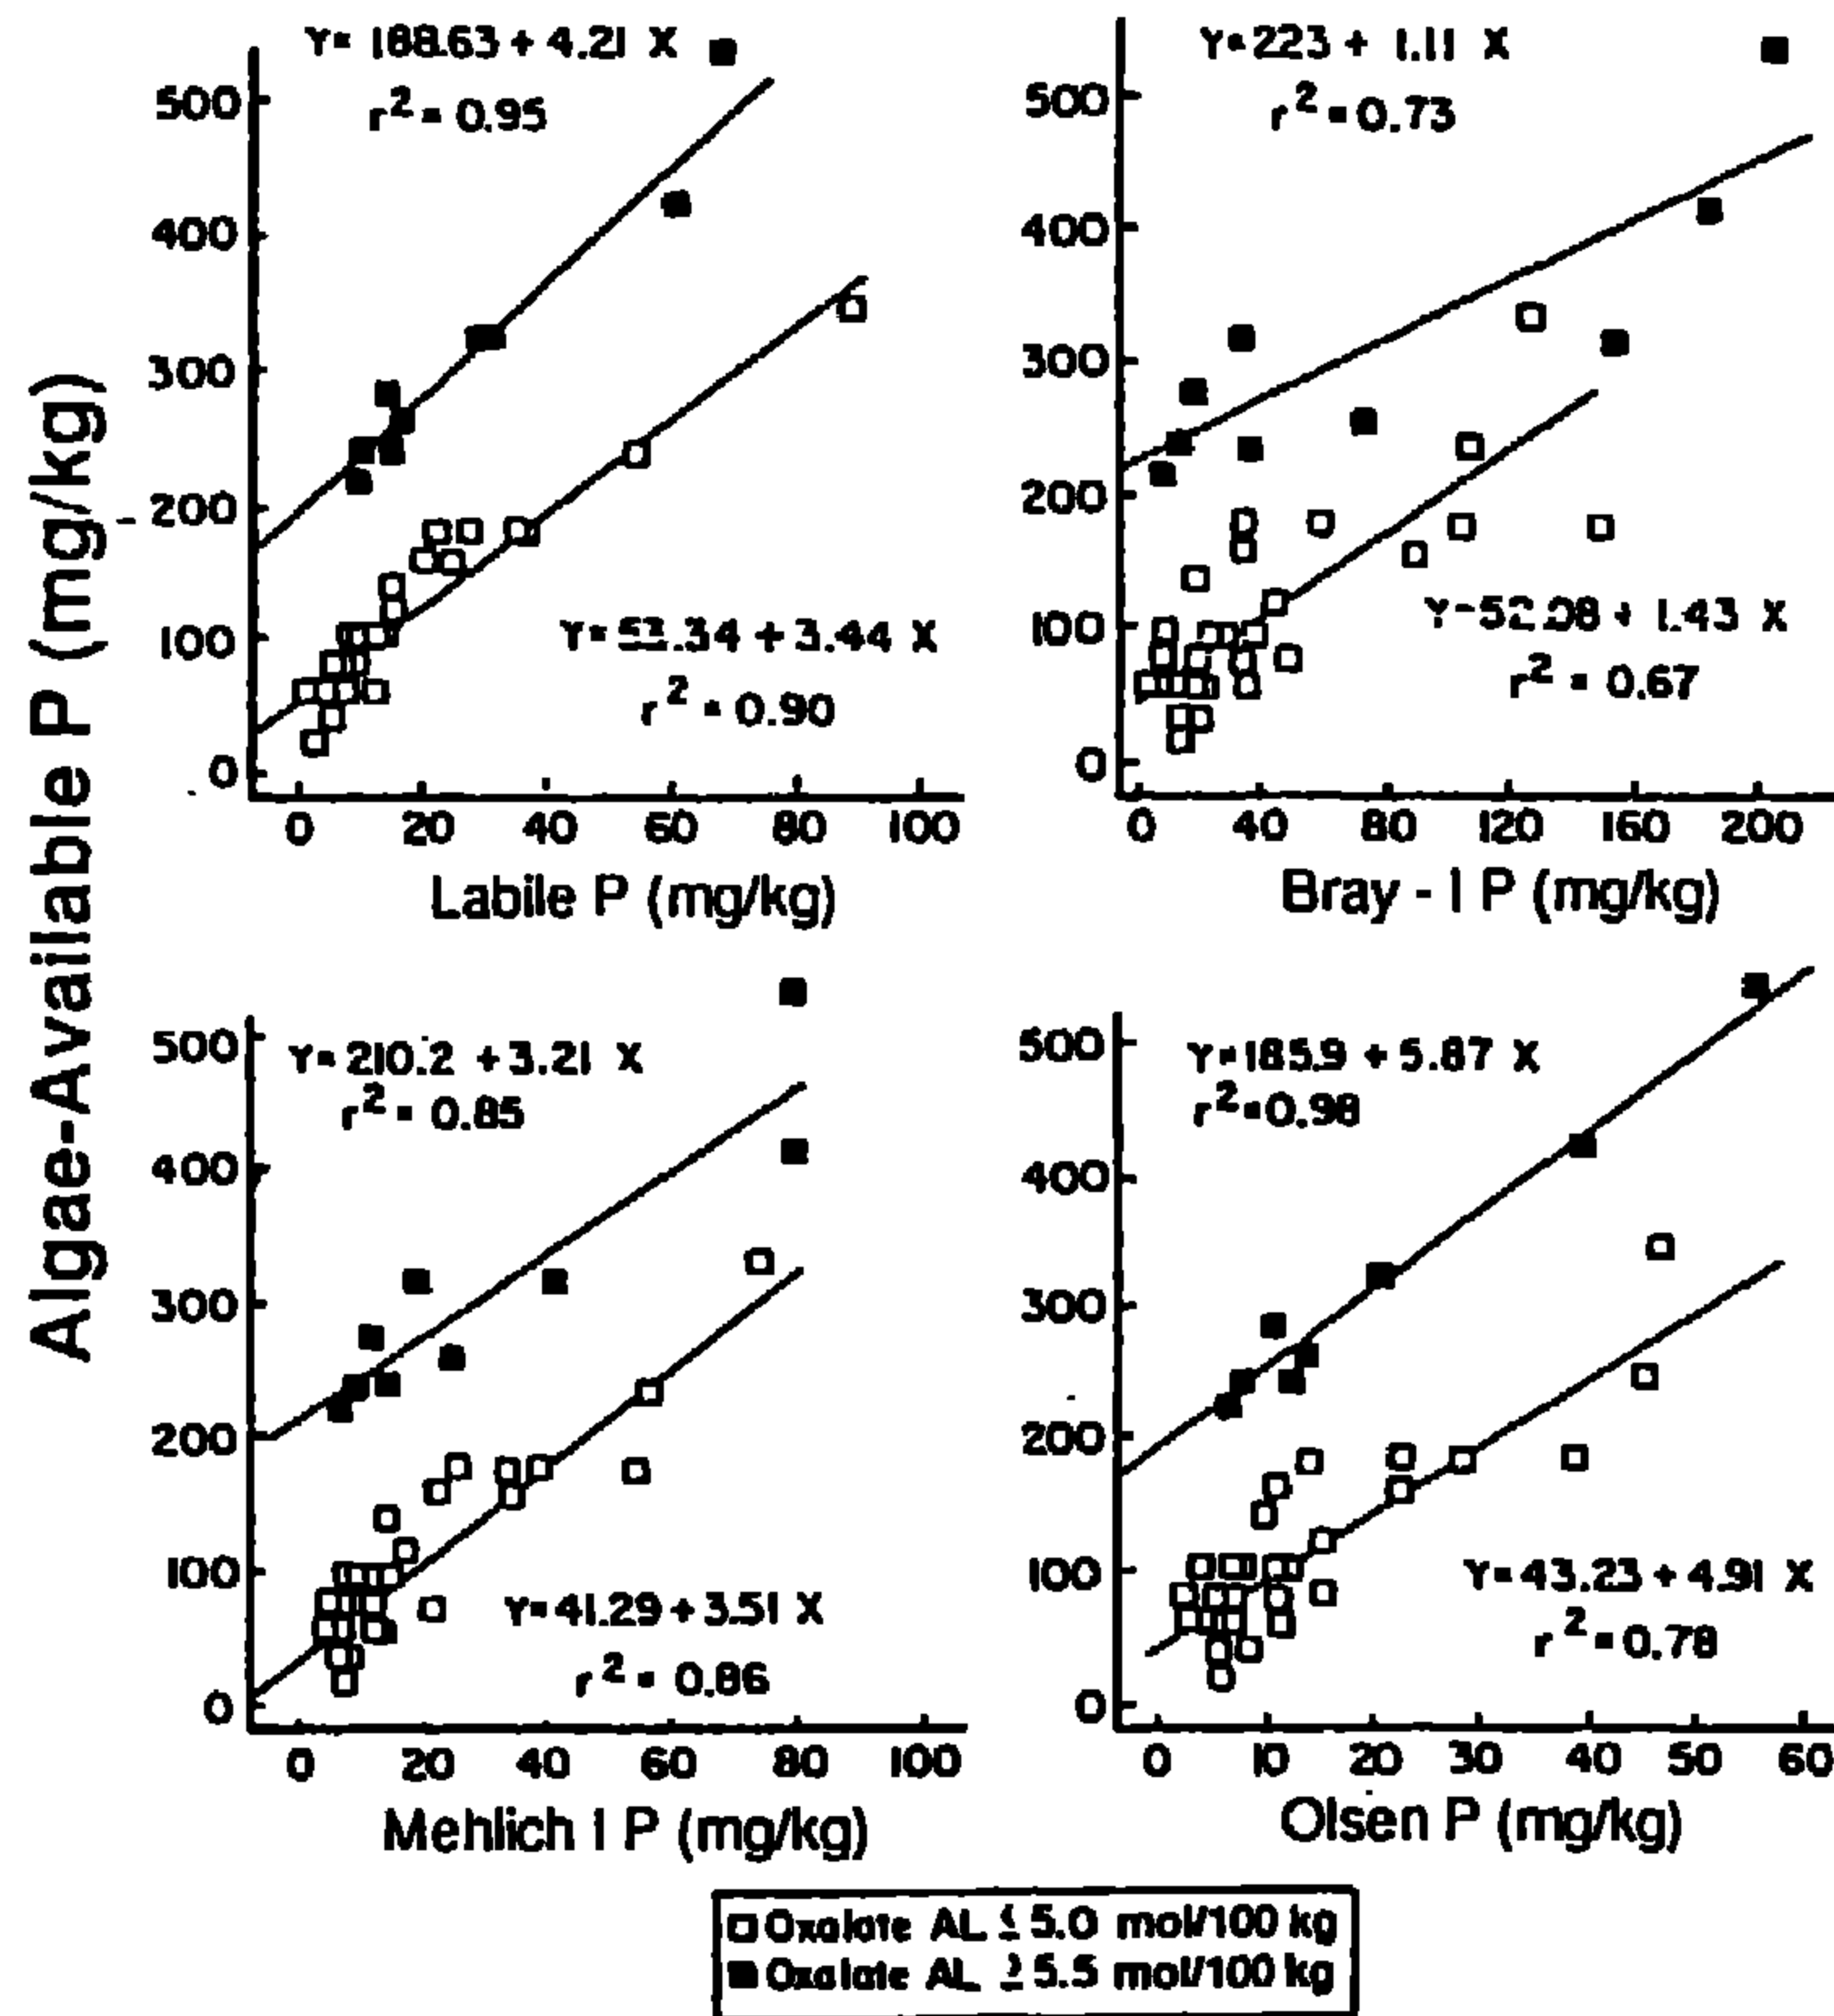 Algae-Available P (mg/kg)
Y= 188.63 + 4.21 X
r2= 0.95
500
400
300
200
100
0
Y= 53.34 + 3.44 X
r2= 0.90
0 20 40 60 80 100
Labile P (mg/kg)
Y=223 + 1.11 X
r2=0.73
500
400
300
200
100
0
Y=52.08 + 1.43 X
r2= 0.67
0 40 80 120 160 200
Bray - 1 P (mg/kg)
Y=210.2 +3.21 X
r2= 0.85
500
400
300
200
100
0
Y=41.29+3.51 X
r2= 0.86
0 20 40 60 80 100
Mehlich 1 P (mg/kg)
Y=185.9 + 5.87 X
r2=0.98
500
400
300
200
100
0
Y=43.23+4.91 X
r2=0.78
0 10 20 30 40 50 60
Olsen P (mg/kg)
Oxalate AL ≤ 5.0 mol/100 kg
Oxalate AL ≥ 5.5 mol/100 kg